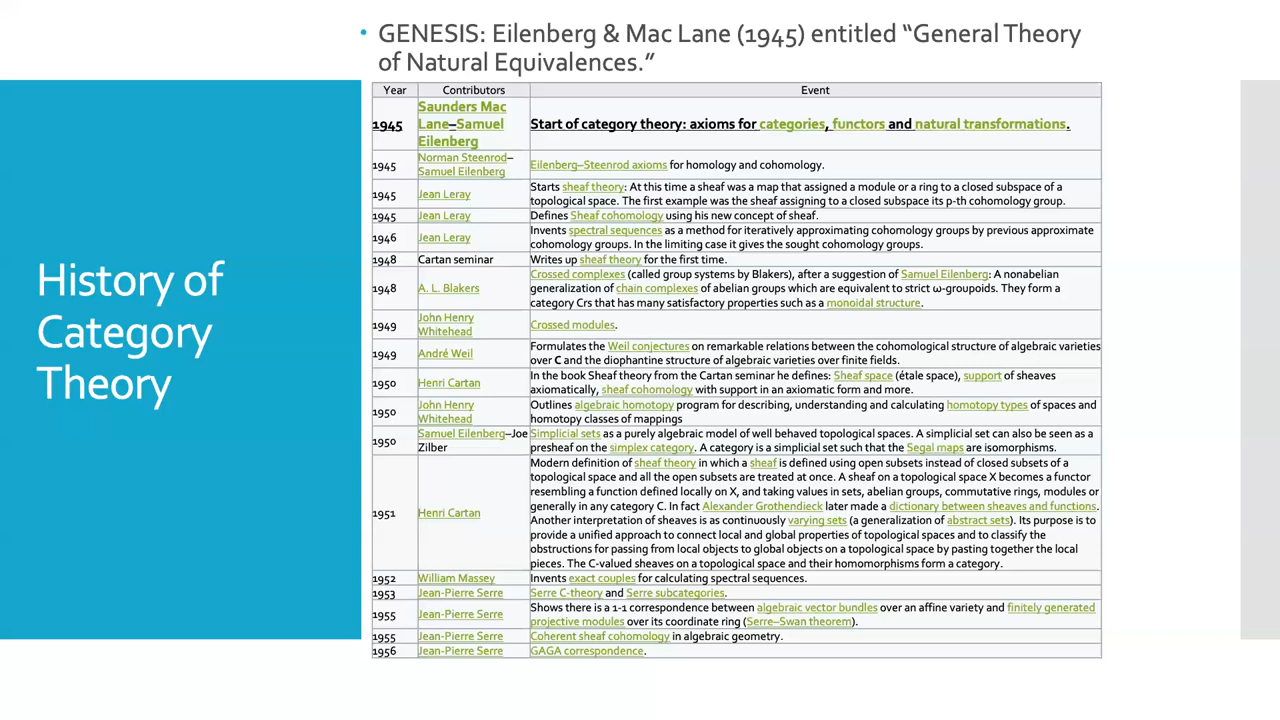 History of
Category
Theory
• GENESIS: Eilenberg & Mac Lane (1945) entitled “General Theory
of Natural Equivalences.”
Year Contributors Event
1945 Saunders Mac Lane–Samuel Eilenberg Start of category theory: axioms for categories, functors and natural transformations.
1945 Norman Steenrod–Samuel Eilenberg Eilenberg–Steenrod axioms for homology and cohomology.
1945 Jean Leray Starts sheaf theory: At this time a sheaf was a map that assigned a module or a ring to a closed subspace of a
topological space. The first example was the sheaf assigning to a closed subspace its p-th cohomology group.
1945 Jean Leray Defines Sheaf cohomology using his new concept of sheaf.
1946 Jean Leray Invents spectral sequences as a method for iteratively approximating cohomology groups by previous approximate
cohomology groups. In the limiting case it gives the sought cohomology groups.
1948 Cartan seminar Writes up sheaf theory for the first time.
1948 A. L. Blakers Crossed complexes (called group systems by Blakers), after a suggestion of Samuel Eilenberg: A nonabelian
generalization of chain complexes of abelian groups which are equivalent to strict ω-groupoids. They form a
category Crs that has many satisfactory properties such as a monoidal structure.
1949 John Henry Whitehead Crossed modules.
1949 André Weil Formulates the Weil conjectures on remarkable relations between the cohomological structure of algebraic varieties
over C and the diophantine structure of algebraic varieties over finite fields.
1950 Henri Cartan In the book Sheaf theory from the Cartan seminar he defines: Sheaf space (étale space), support of sheaves
axiomatically, sheaf cohomology with support in an axiomatic form and more.
1950 John Henry Whitehead Outlines algebraic homotopy program for describing, understanding and calculating homotopy types of spaces and
homotopy classes of mappings
1950 Samuel Eilenberg–Joe Zilber Simplicial sets as a purely algebraic model of well behaved topological spaces. A simplicial set can also be seen as a
presheaf on the simplex category. A category is a simplicial set such that the Segal maps are isomorphisms.
1951 Henri Cartan Modern definition of sheaf theory in which a sheaf is defined using open subsets instead of closed subsets of a
topological space and all the open subsets are treated at once. A sheaf on a topological space X becomes a functor
resembling a function defined locally on X, and taking values in sets, abelian groups, commutative rings, modules or
generally in any category C. In fact Alexander Grothendieck later made a dictionary between sheaves and functions.
Another interpretation of sheaves is as continuously varying sets (a generalization of abstract sets). Its purpose is to
provide a unified approach to connect local and global properties of topological spaces and to classify the
obstructions for passing from local objects to global objects on a topological space by pasting together the local
pieces. The C-valued sheaves on a topological space and their homomorphisms form a category.
1952 William Massey Invents exact couples for calculating spectral sequences.
1953 Jean-Pierre Serre Serre C-theory and Serre subcategories.
1955 Jean-Pierre Serre Shows there is a 1-1 correspondence between algebraic vector bundles over an affine variety and finitely generated
projective modules over its coordinate ring (Serre–Swan theorem).
1955 Jean-Pierre Serre Coherent sheaf cohomology in algebraic geometry.
1956 Jean-Pierre Serre GAGA correspondence.